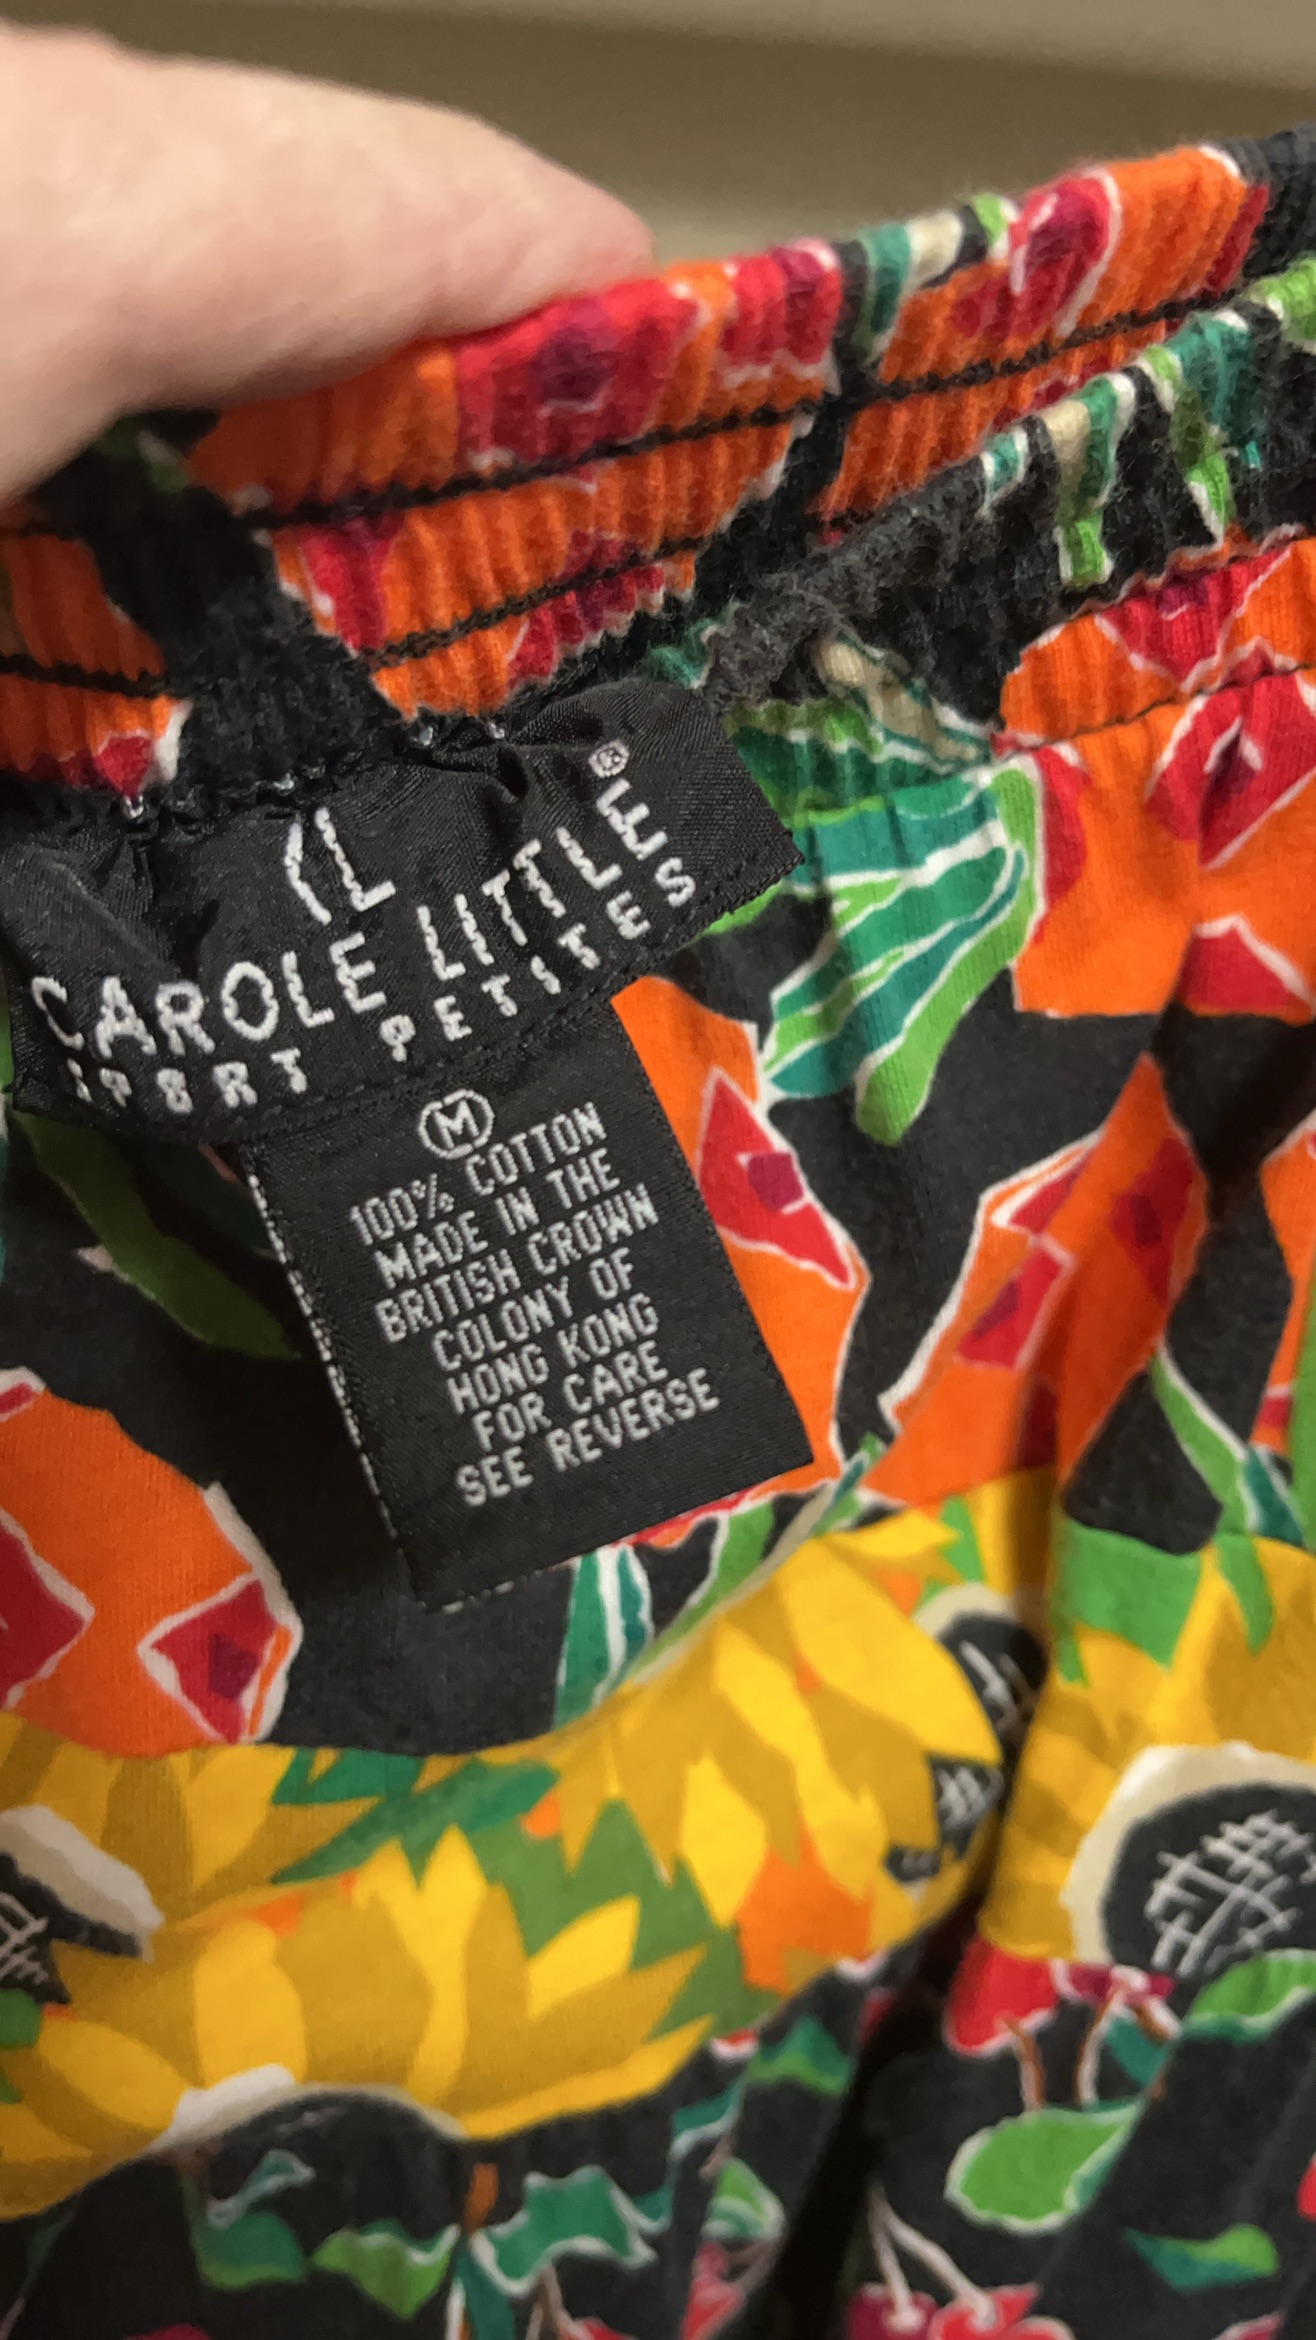 CL
CAROLE LITTLE®
SPORT PETITES
M
100% COTTON
MADE IN THE
BRITISH CROWN
COLONY OF
HONG KONG
FOR CARE
SEE REVERSE